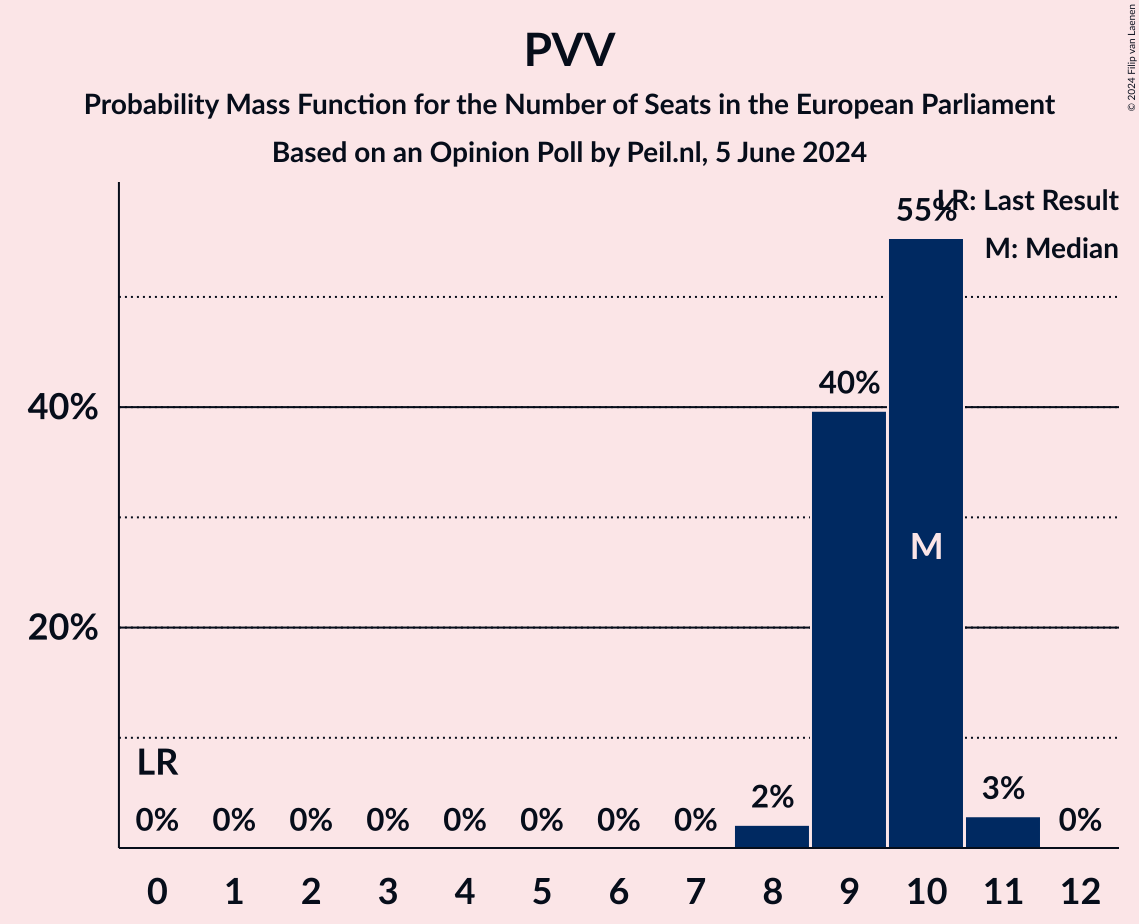 PVV
Probability Mass Function for the Number of Seats in the European Parliament
Based on an Opinion Poll by Peil.nl, 5 June 2024
© 2024 Filip van Laenen
LR: Last Result
M: Median
55%
40%
40%
M
20%
LR
0% 0% 0% 0% 0% 0% 0% 0% 2% 3% 0%
0 1 2 3 4 5 6 7 8 9 10 11 12